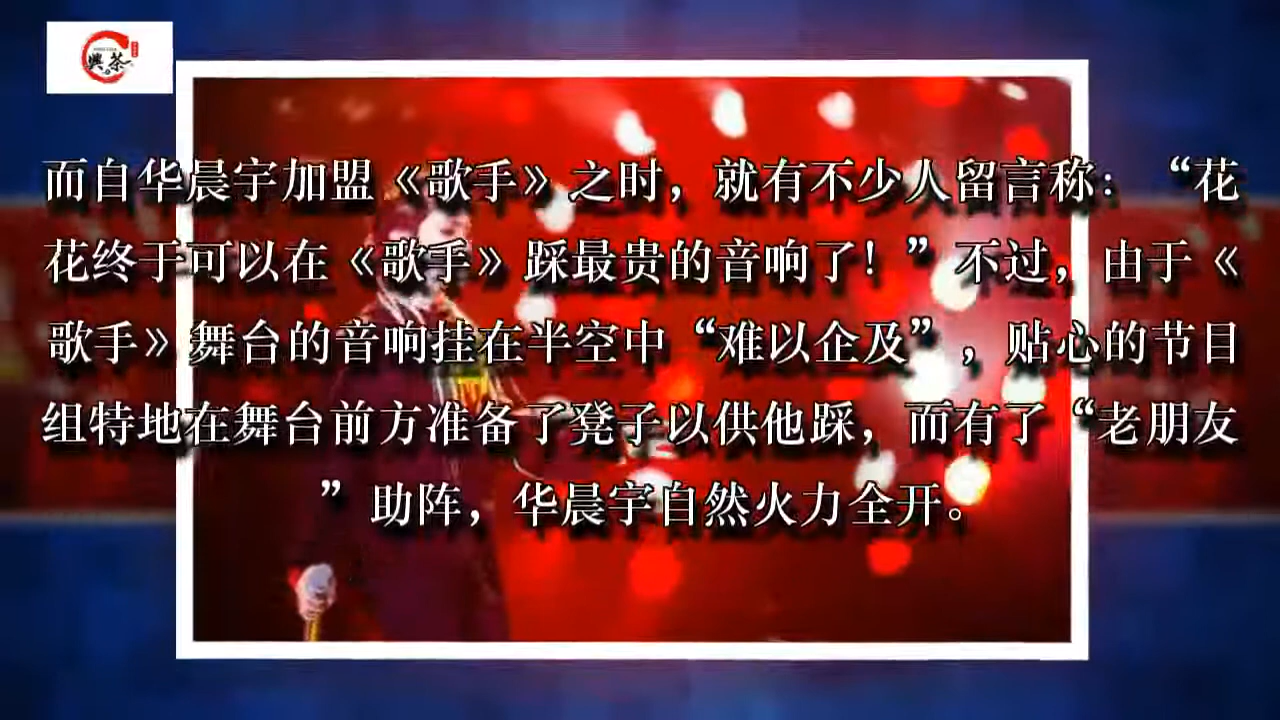 興茶
而自华晨宇加盟《歌手》之时，就有不少人留言称：“花
花终于可以在《歌手》踩最贵的音响了！”不过，由于《
歌手》舞台的音响挂在半空中“难以企及”，贴心的节目
组特地在舞台前方准备了凳子以供他踩，而有了“老朋友
”助阵，华晨宇自然火力全开。